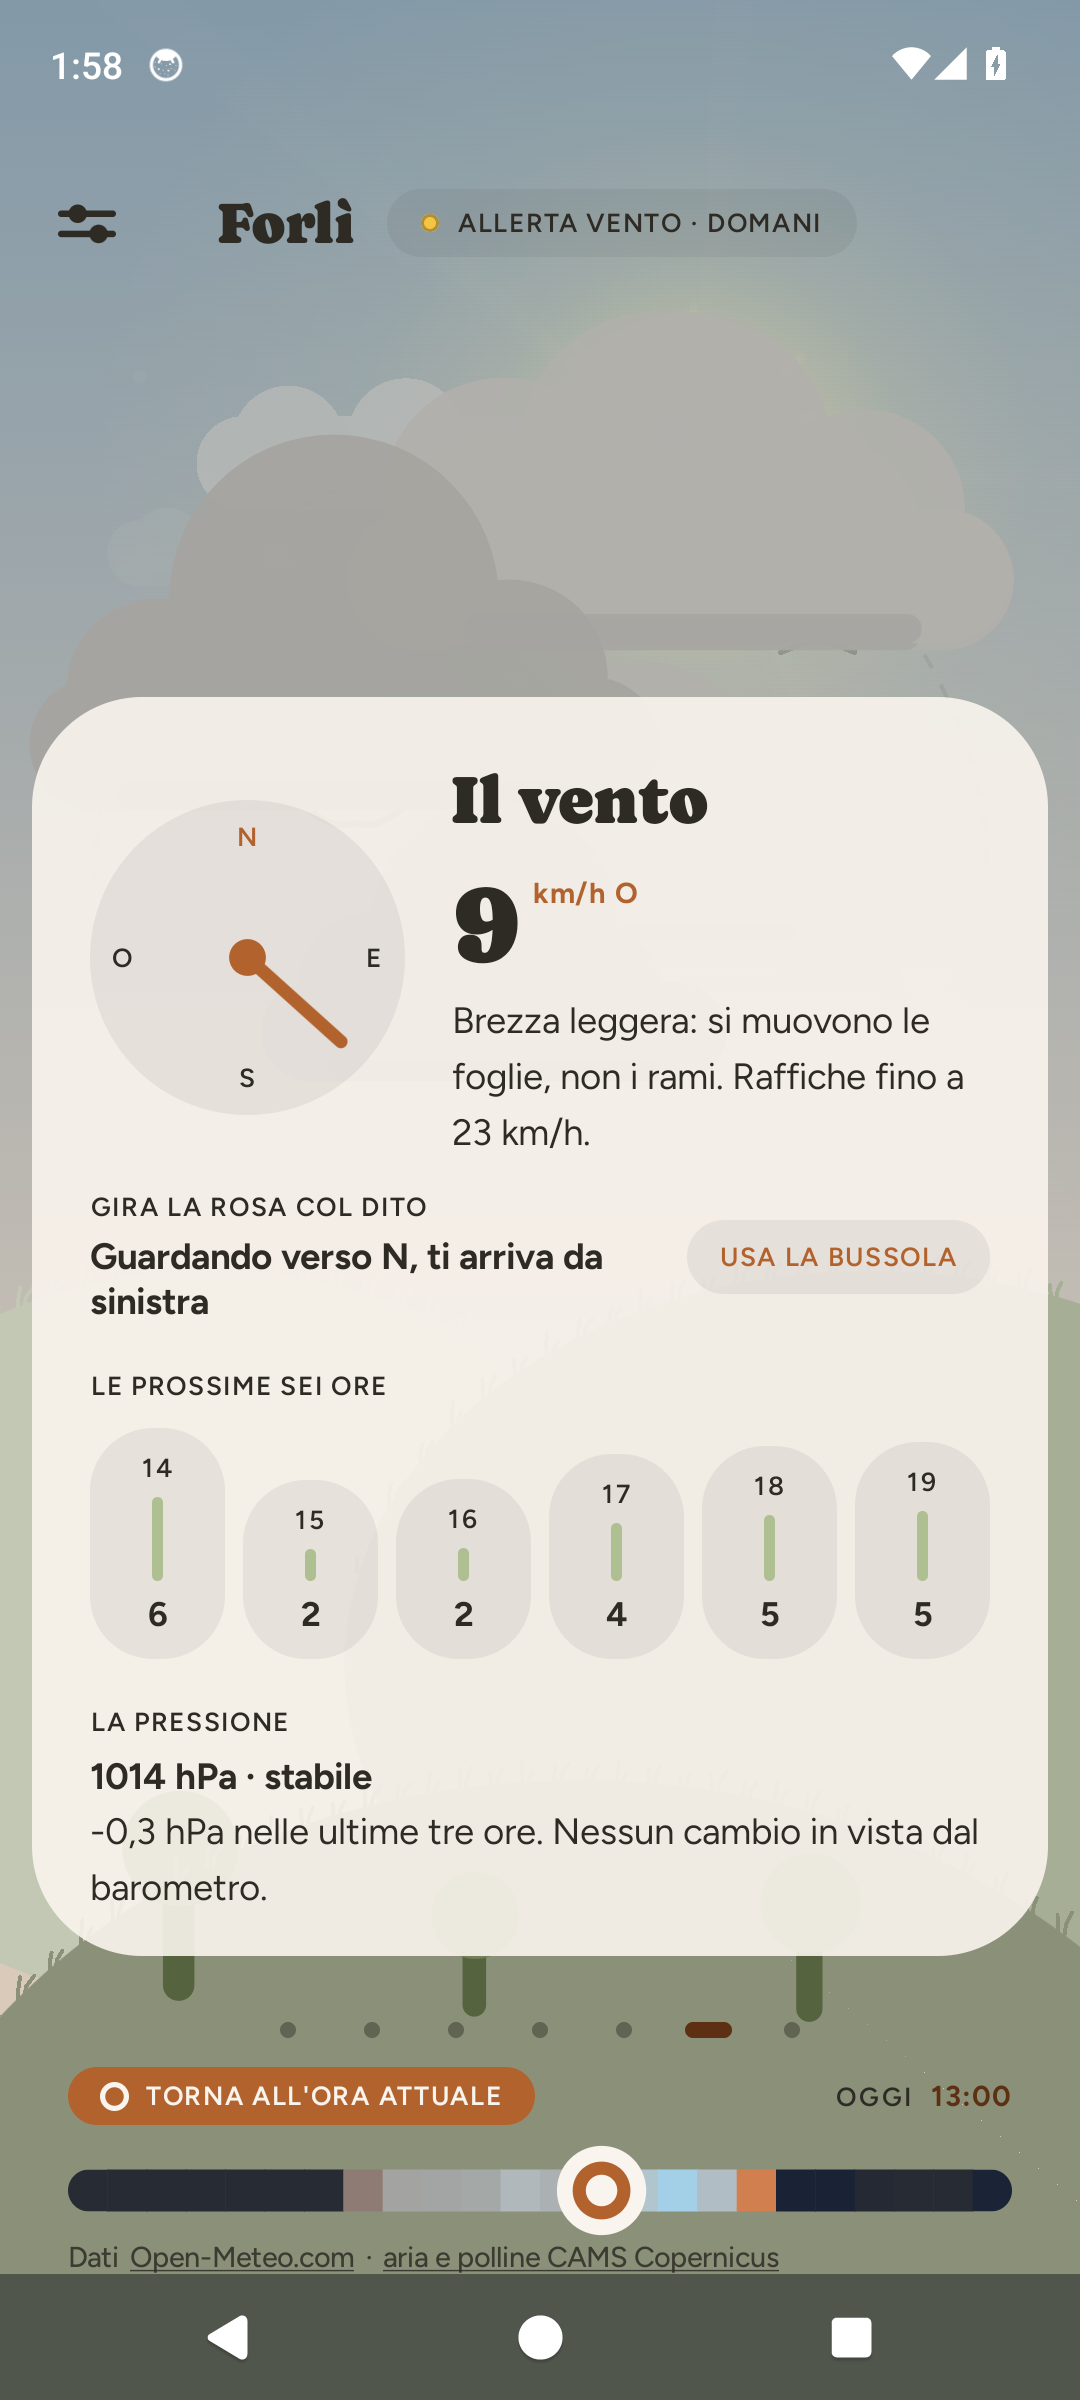 1:58
Forlì
ALLERTA VENTO · DOMANI
Il vento
N
O
E
S
9 km/h O
Brezza leggera: si muovono le
foglie, non i rami. Raffiche fino a
23 km/h.
GIRA LA ROSA COL DITO
Guardando verso N, ti arriva da
sinistra
USA LA BUSSOLA
LE PROSSIME SEI ORE
14 15 16 17 18 19
6 2 2 4 5 5
LA PRESSIONE
1014 hPa · stabile
-0,3 hPa nelle ultime tre ore. Nessun cambio in vista dal
barometro.
TORNA ALL'ORA ATTUALE
OGGI 13:00
Dati Open-Meteo.com · aria e polline CAMS Copernicus